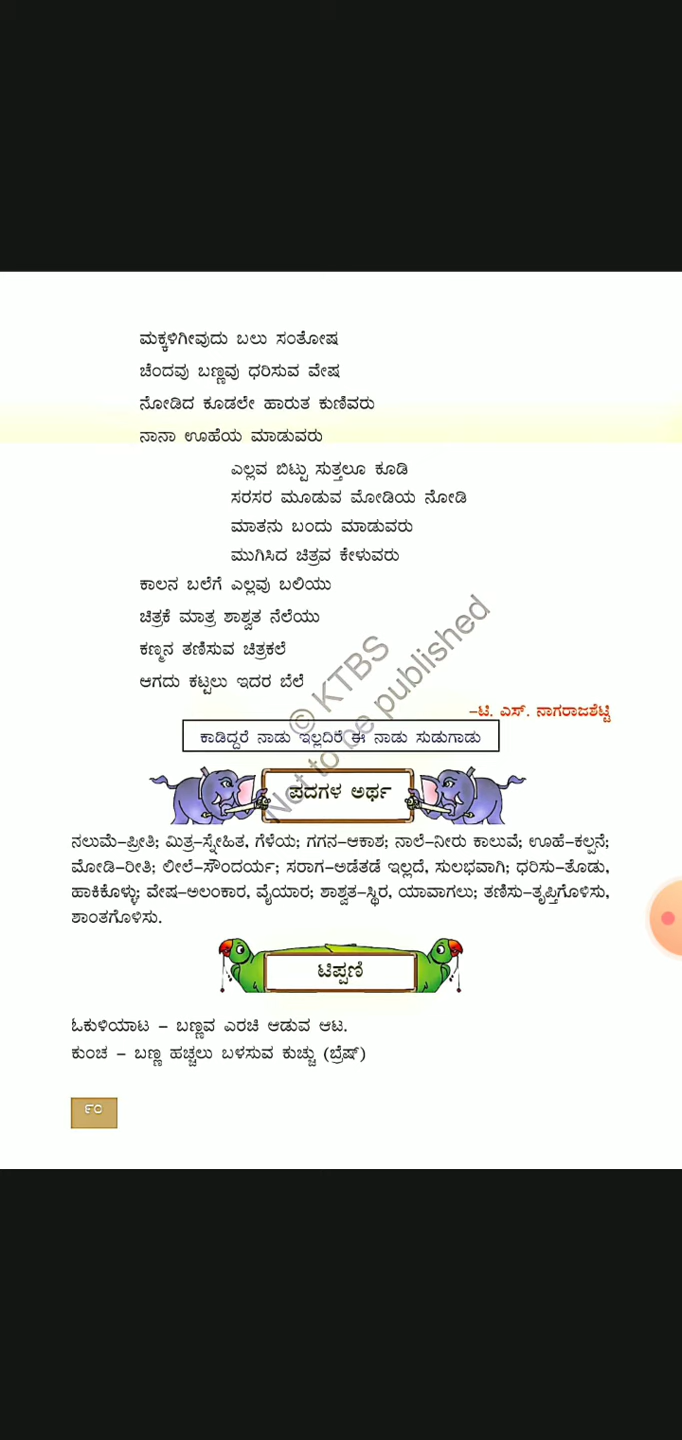 ಮಕ್ಕಳಿಗೀವುದು ಬಲು ಸಂತೋಷ
ಚೆಂದವು ಬಣ್ಣವು ಧರಿಸುವ ವೇಷ
ನೋಡಿದ ಕೂಡಲೇ ಹಾರುತ ಕುಣಿವರು
ನಾನಾ ಊಹೆಯ ಮಾಡುವರು
ಎಲ್ಲವ ಬಿಟ್ಟು ಸುತ್ತಲೂ ಕೂಡಿ
ಸರಸರ ಮೂಡುವ ಮೋಡಿಯ ನೋಡಿ
ಮಾತನು ಬಂದು ಮಾಡುವರು
ಮುಗಿಸಿದ ಚಿತ್ರವ ಕೇಳುವರು
ಕಾಲನ ಬಲೆಗೆ ಎಲ್ಲವು ಬಲಿಯು
ಚಿತ್ರಕೆ ಮಾತ್ರ ಶಾಶ್ವತ ನೆಲೆಯು
ಕಣ್ಮನ ತಣಿಸುವ ಚಿತ್ರಕಲೆ
ಆಗದು ಕಟ್ಟಲು ಇದರ ಬೆಲೆ
© KTBS
Not to be published
–ಟಿ. ಎಸ್. ನಾಗರಾಜಶೆಟ್ಟಿ
ಕಾಡಿದ್ದರೆ ನಾಡು ಇಲ್ಲದಿರೆ ಈ ನಾಡು ಸುಡುಗಾಡು
ಪದಗಳ ಅರ್ಥ
ನಲುಮೆ–ಪ್ರೀತಿ; ಮಿತ್ರ–ಸ್ನೇಹಿತ, ಗೆಳೆಯ; ಗಗನ–ಆಕಾಶ; ನಾಲೆ–ನೀರು ಕಾಲುವೆ; ಊಹೆ–ಕಲ್ಪನೆ;
ಮೋಡಿ–ರೀತಿ; ಲೀಲೆ–ಸೌಂದರ್ಯ; ಸರಾಗ–ಅಡೆತಡೆ ಇಲ್ಲದೆ, ಸುಲಭವಾಗಿ; ಧರಿಸು–ತೊಡು,
ಹಾಕಿಕೊಳ್ಳು; ವೇಷ–ಅಲಂಕಾರ, ವೈಯಾರ; ಶಾಶ್ವತ–ಸ್ಥಿರ, ಯಾವಾಗಲು; ತಣಿಸು–ತೃಪ್ತಿಗೊಳಿಸು,
ಶಾಂತಗೊಳಿಸು.
ಟಿಪ್ಪಣಿ
ಓಕುಳಿಯಾಟ – ಬಣ್ಣವ ಎರಚಿ ಆಡುವ ಆಟ.
ಕುಂಚ – ಬಣ್ಣ ಹಚ್ಚಲು ಬಳಸುವ ಕುಚ್ಚು (ಬ್ರೆಷ್)
೯೦